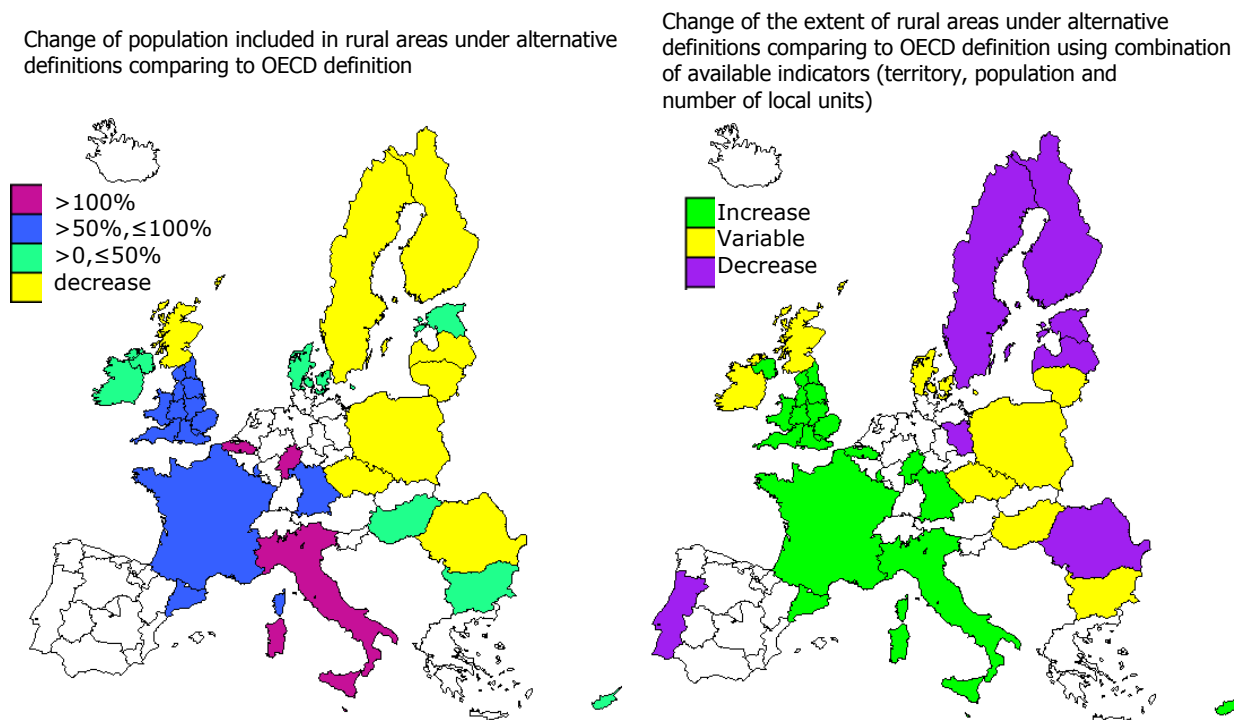 Change of population included in rural areas under alternative
definitions comparing to OECD definition
>100%
>50%,≤100%
>0,≤50%
decrease
Change of the extent of rural areas under alternative
definitions comparing to OECD definition using combination
of available indicators (territory, population and
number of local units)
Increase
Variable
Decrease